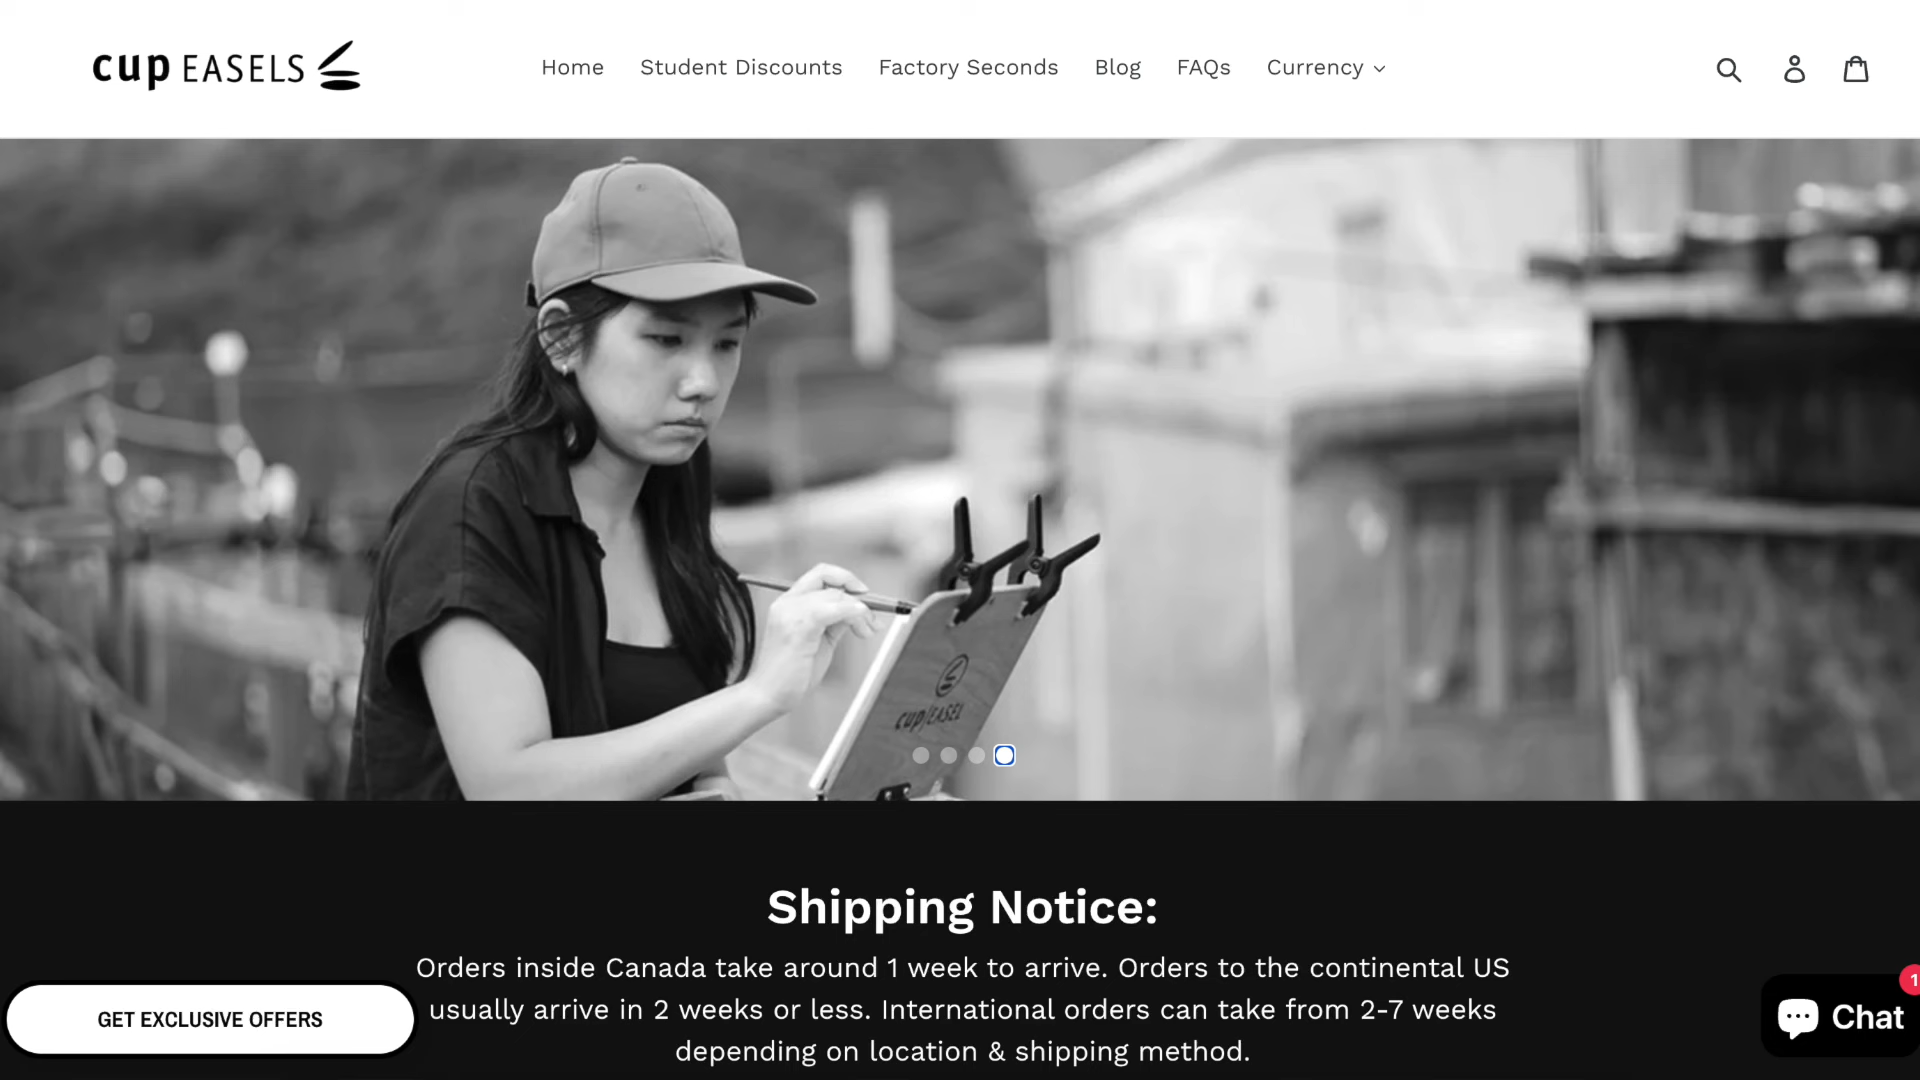 cup EASELS
Home Student Discounts Factory Seconds Blog FAQs Currency
cup/EASEL
Shipping Notice:
Orders inside Canada take around 1 week to arrive. Orders to the continental US
usually arrive in 2 weeks or less. International orders can take from 2-7 weeks
depending on location & shipping method.
GET EXCLUSIVE OFFERS
1
Chat